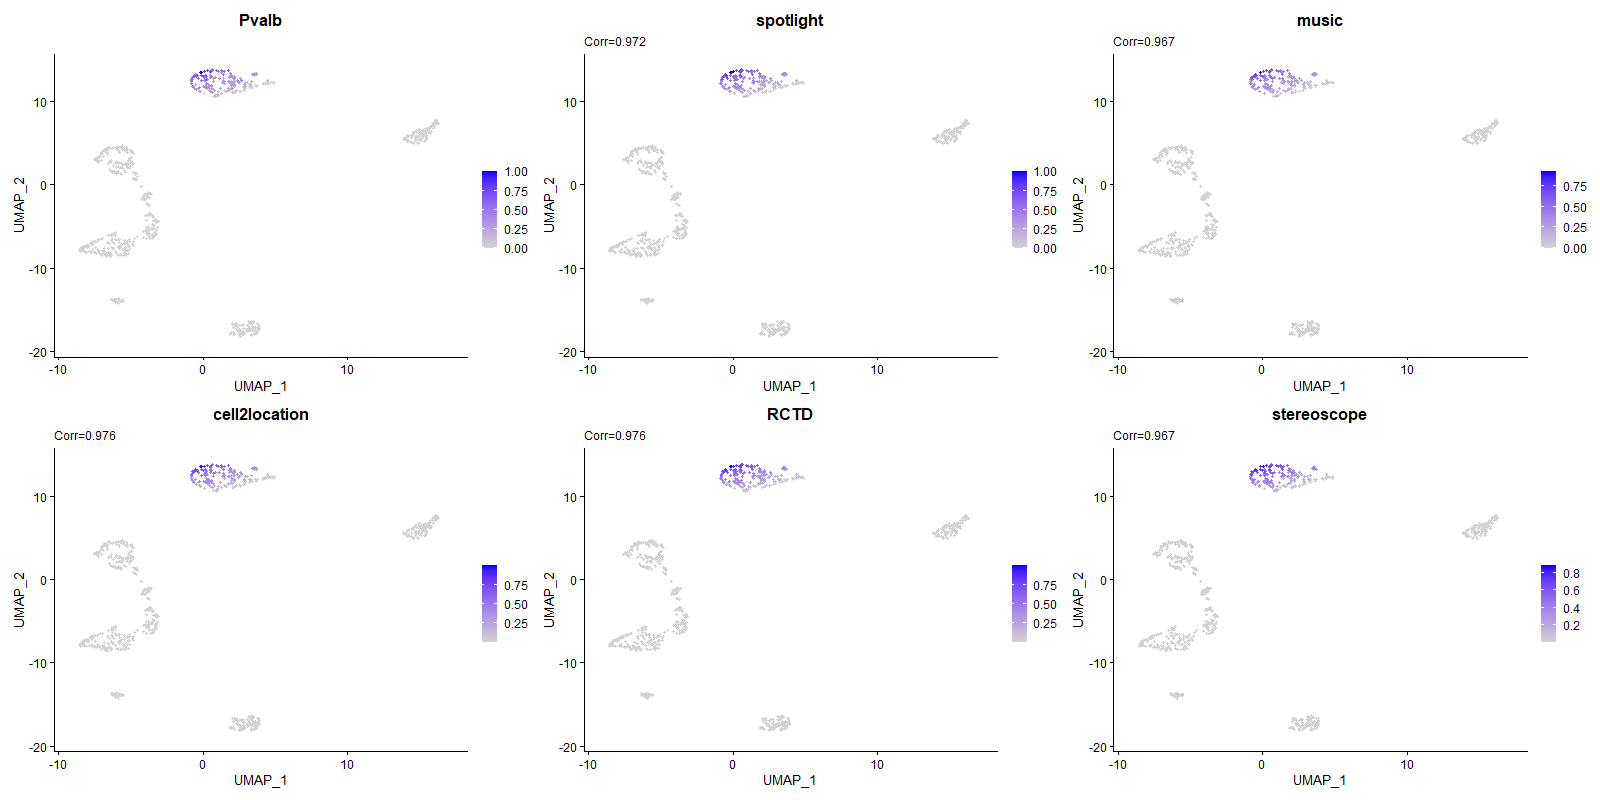 Pvalb
10
0
-10
-20
UMAP_2
-10
0
10
UMAP_1
1.00
0.75
0.50
0.25
0.00
spotlight
Corr=0.972
10
0
-10
-20
UMAP_2
-10
0
10
UMAP_1
1.00
0.75
0.50
0.25
0.00
music
Corr=0.967
10
0
-10
-20
UMAP_2
-10
0
10
UMAP_1
0.75
0.50
0.25
0.00
cell2location
Corr=0.976
10
0
-10
-20
UMAP_2
-10
0
10
UMAP_1
0.75
0.50
0.25
RCTD
Corr=0.976
10
0
-10
-20
UMAP_2
-10
0
10
UMAP_1
0.75
0.50
0.25
stereoscope
Corr=0.967
10
0
-10
-20
UMAP_2
-10
0
10
UMAP_1
0.8
0.6
0.4
0.2